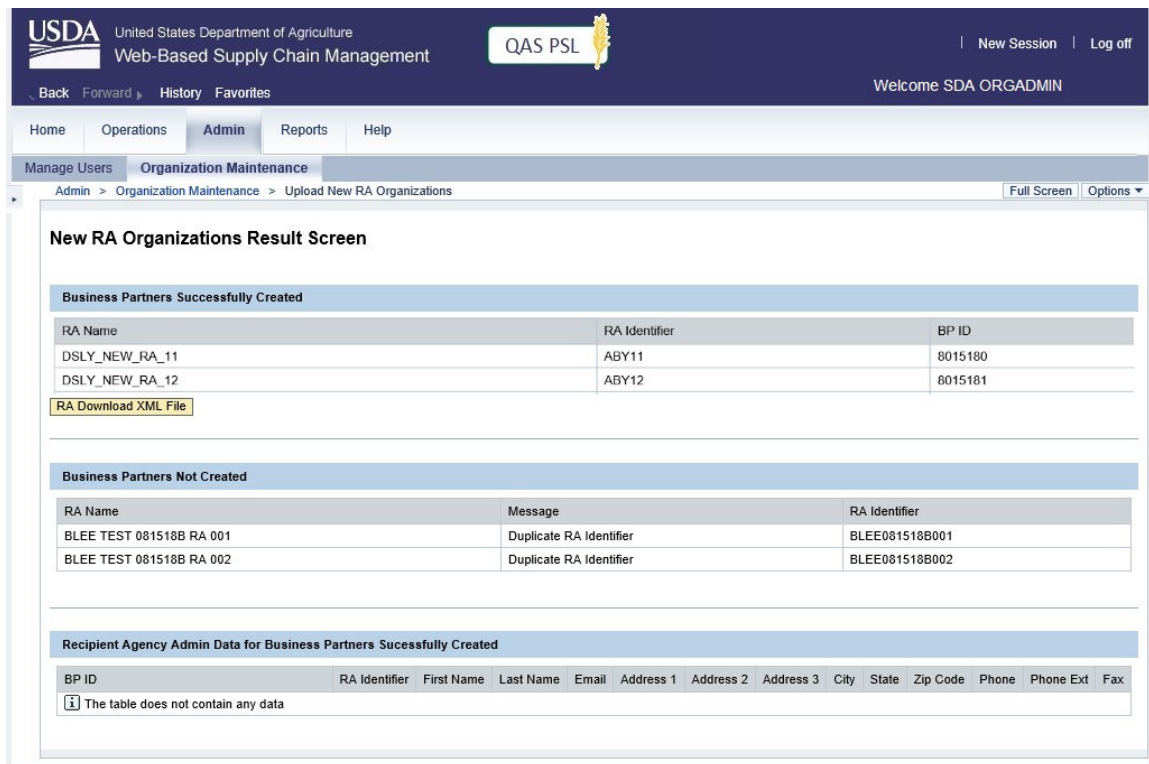 USDA United States Department of Agriculture
Web-Based Supply Chain Management
QAS PSL
New Session | Log off
Back Forward History Favorites
Welcome SDA ORGADMIN
Home Operations Admin Reports Help
Manage Users Organization Maintenance
Admin > Organization Maintenance > Upload New RA Organizations
Full Screen Options
New RA Organizations Result Screen
Business Partners Successfully Created
RA Name RA Identifier BP ID
DSLY_NEW_RA_11 ABY11 8015180
DSLY_NEW_RA_12 ABY12 8015181
RA Download XML File
Business Partners Not Created
RA Name Message RA Identifier
BLEE TEST 081518B RA 001 Duplicate RA Identifier BLEE081518B001
BLEE TEST 081518B RA 002 Duplicate RA Identifier BLEE081518B002
Recipient Agency Admin Data for Business Partners Sucessfully Created
BP ID RA Identifier First Name Last Name Email Address 1 Address 2 Address 3 City State Zip Code Phone Phone Ext Fax
The table does not contain any data